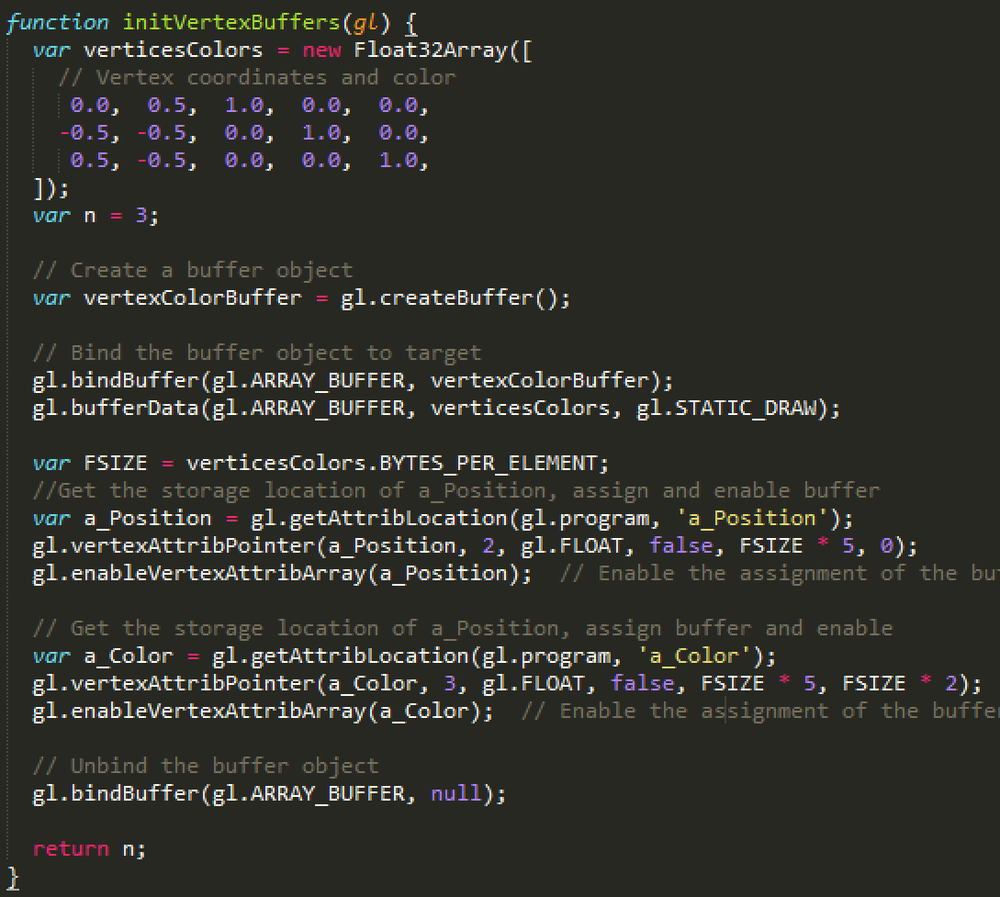 function initVertexBuffers(gl) {
  var verticesColors = new Float32Array([
    // Vertex coordinates and color
     0.0,  0.5,  1.0,  0.0,  0.0,
    -0.5, -0.5,  0.0,  1.0,  0.0,
     0.5, -0.5,  0.0,  0.0,  1.0,
  ]);
  var n = 3;

  // Create a buffer object
  var vertexColorBuffer = gl.createBuffer();

  // Bind the buffer object to target
  gl.bindBuffer(gl.ARRAY_BUFFER, vertexColorBuffer);
  gl.bufferData(gl.ARRAY_BUFFER, verticesColors, gl.STATIC_DRAW);

  var FSIZE = verticesColors.BYTES_PER_ELEMENT;
  //Get the storage location of a_Position, assign and enable buffer
  var a_Position = gl.getAttribLocation(gl.program, 'a_Position');
  gl.vertexAttribPointer(a_Position, 2, gl.FLOAT, false, FSIZE * 5, 0);
  gl.enableVertexAttribArray(a_Position);  // Enable the assignment of the

  // Get the storage location of a_Position, assign buffer and enable
  var a_Color = gl.getAttribLocation(gl.program, 'a_Color');
  gl.vertexAttribPointer(a_Color, 3, gl.FLOAT, false, FSIZE * 5, FSIZE * 2);
  gl.enableVertexAttribArray(a_Color);  // Enable the assignment of the buffe

  // Unbind the buffer object
  gl.bindBuffer(gl.ARRAY_BUFFER, null);

  return n;
}